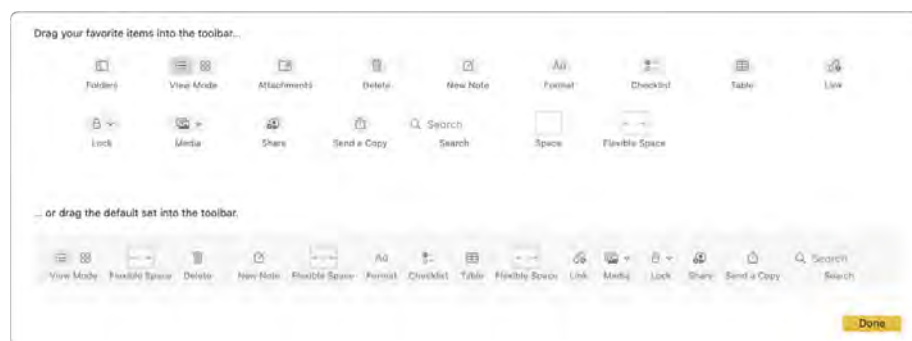 Drag your favorite items into the toolbar...
Aa
Folders View Mode Attachments Delete New Note Format Checklist Table Link
Search
Lock Media Share Send a Copy Search Space Flexible Space
... or drag the default set into the toolbar.
Aa Search
View Mode Flexible Space Delete New Note Flexible Space Format Checklist Table Flexible Space Link Media Lock Share Send a Copy Search
Done